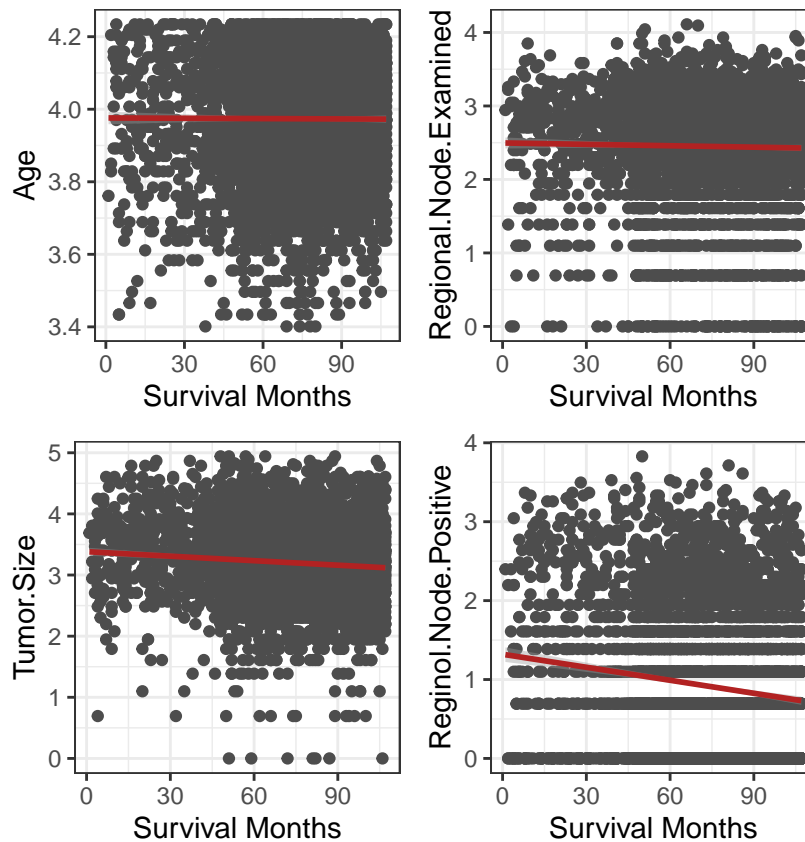 4.2
4.0
3.8
3.6
3.4
Age
0 30 60 90
Survival Months
4
3
2
1
0
Regional.Node.Examined
0 30 60 90
Survival Months
5
4
3
2
1
0
Tumor.Size
0 30 60 90
Survival Months
4
3
2
1
0
Reginol.Node.Positive
0 30 60 90
Survival Months